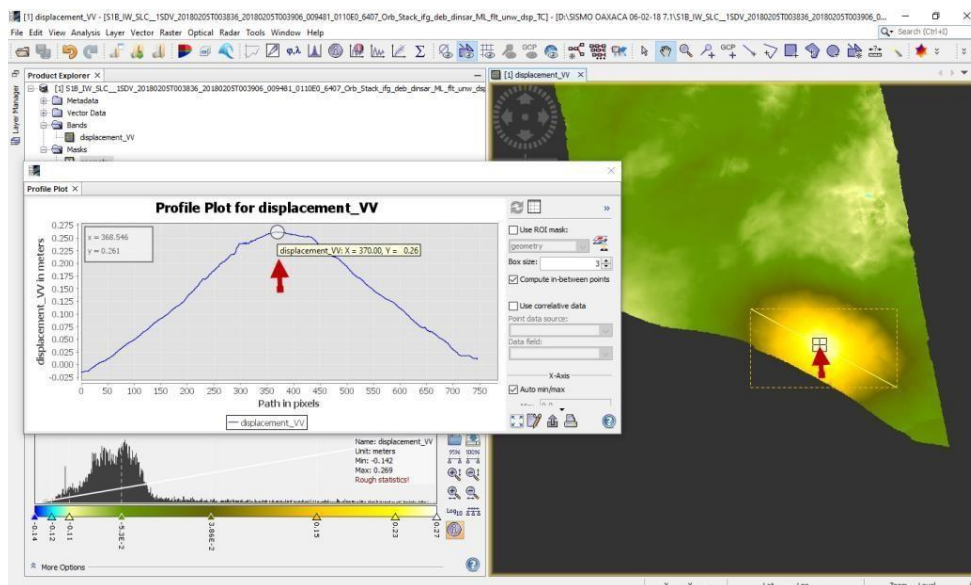 [1] displacement_VV - [S1B_IW_SLC__1SDV_20180205T003836_20180205T003906_009481_0110E0_6407_Orb_Stack_ifg_deb_dinsar_ML_flt_unw_dsp_TC] - [D:\SISMO OAXACA 06-02-18 7.1\S1B_IW_SLC__1SDV_20180205T003836_20180205T003906_0...
File Edit View Analysis Layer Vector Raster Optical Radar Tools Window Help
Search (Ctrl+I)
GCP
GCP
Layer Manager
Product Explorer
[1] displacement_VV
[1] S1B_IW_SLC__1SDV_20180205T003836_20180205T003906_009481_0110E0_6407_Orb_Stack_ifg_deb_dinsar_ML_flt_unw_dsp
Metadata
Vector Data
Bands
displacement_VV
Masks
Profile Plot
Profile Plot for displacement_VV
x = 368.546
y = 0.261
displacement_VV: X = 370.00, Y = 0.26
displacement_VV in meters
0.275
0.250
0.225
0.200
0.175
0.150
0.125
0.100
0.075
0.050
0.025
0.000
-0.025
0 50 100 150 200 250 300 350 400 450 500 550 600 650 700 750
Path in pixels
displacement_VV
Use ROI mask:
geometry
Box size: 3
Compute in-between points
Use correlative data
Point data source:
Data field:
X-Axis
Auto min/max
Name: displacement_VV
Unit: meters
Min: -0.142
Max: 0.269
Rough statistics!
95% 100%
Log10
-0.14 -0.12 -0.11 -5.3E-2 3.86E-2 0.15 0.23 0.27
More Options